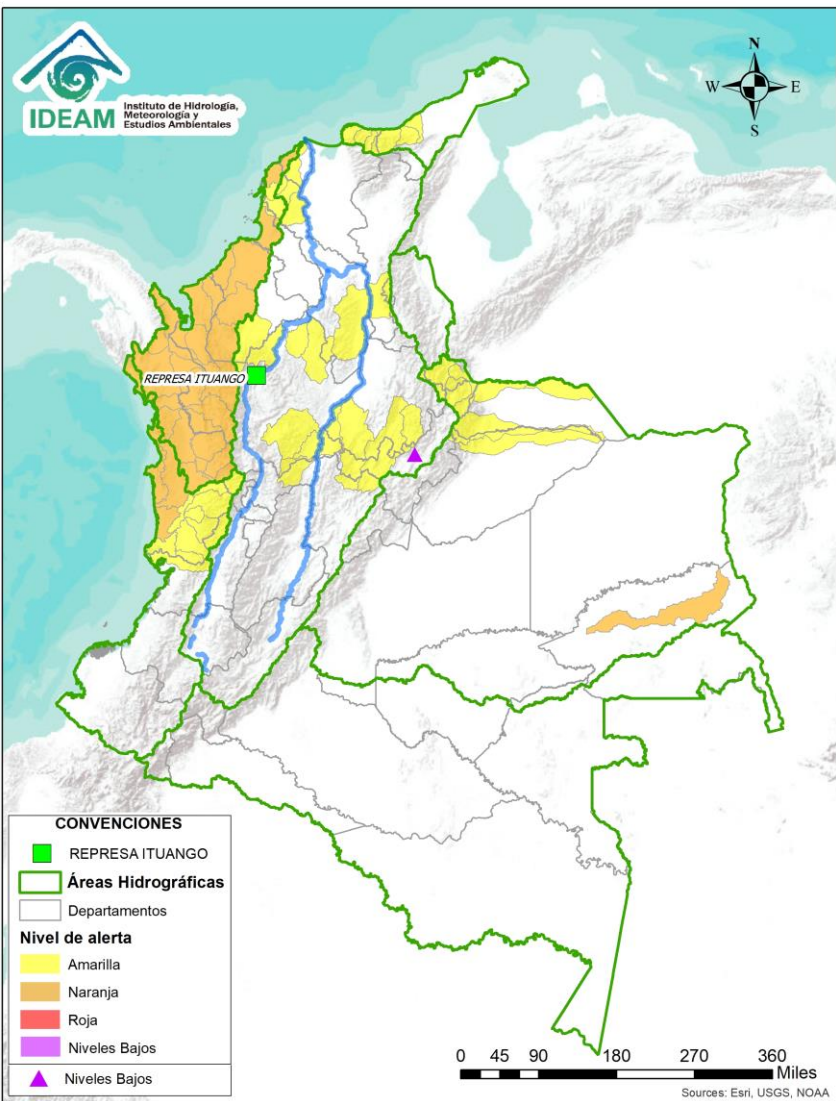 IDEAM
Instituto de Hidrología,
Meteorología y
Estudios Ambientales
N
W
E
S
REPRESA ITUANGO
CONVENCIONES
REPRESA ITUANGO
Áreas Hidrográficas
Departamentos
Nivel de alerta
Amarilla
Naranja
Roja
Niveles Bajos
Niveles Bajos
0 45 90 180 270 360
Miles
Sources: Esri, USGS, NOAA